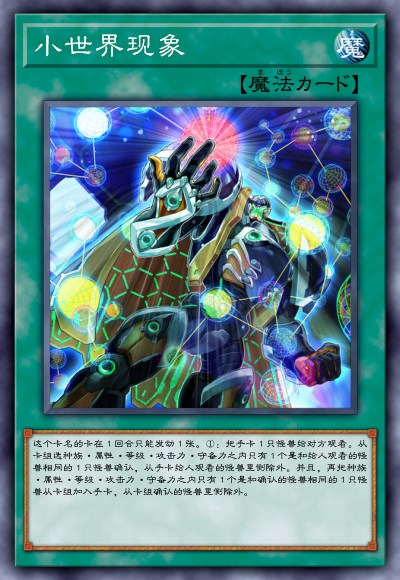 小世界现象
魔
【魔法カード】
ま ほう
这个卡名的卡在1回合只能发动1张。①：把手卡1只怪兽给对方观看。从
卡组选种族・属性・等级・攻击力・守备力之内只有1个是和给人观看的怪
兽相同的1只怪兽确认，从手卡给人观看的怪兽里侧除外。并且，再把种族
・属性・等级・攻击力・守备力之内只有1个是和确认的怪兽相同的1只怪
兽从卡组加入手卡，从卡组确认的怪兽里侧除外。